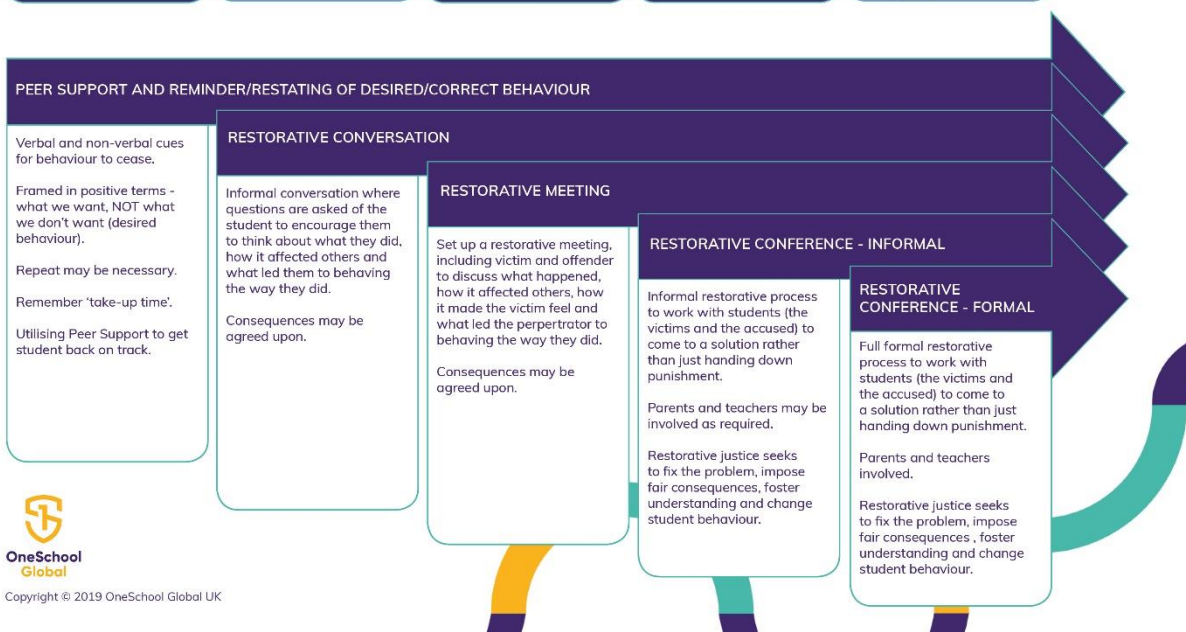 PEER SUPPORT AND REMINDER/RESTATING OF DESIRED/CORRECT BEHAVIOUR
Verbal and non-verbal cues
for behaviour to cease.
Framed in positive terms -
what we want, NOT what
we don't want (desired
behaviour).
Repeat may be necessary.
Remember 'take-up time'.
Utilising Peer Support to get
student back on track.
RESTORATIVE CONVERSATION
Informal conversation where
questions are asked of the
student to encourage them
to think about what they did,
how it affected others and
what led them to behaving
the way they did.
Consequences may be
agreed upon.
RESTORATIVE MEETING
Set up a restorative meeting,
including victim and offender
to discuss what happened,
how it affected others, how
it made the victim feel and
what led the perpertrator to
behaving the way they did.
Consequences may be
agreed upon.
RESTORATIVE CONFERENCE - INFORMAL
Informal restorative process
to work with students (the
victims and the accused) to
come to a solution rather
than just handing down
punishment.
Parents and teachers may be
involved as required.
Restorative justice seeks
to fix the problem, impose
fair consequences, foster
understanding and change
student behaviour.
RESTORATIVE
CONFERENCE - FORMAL
Full formal restorative
process to work with
students (the victims and
the accused) to come to
a solution rather than just
handing down punishment.
Parents and teachers
involved.
Restorative justice seeks
to fix the problem, impose
fair consequences , foster
understanding and change
student behaviour.
OneSchool
Global
Copyright © 2019 OneSchool Global UK